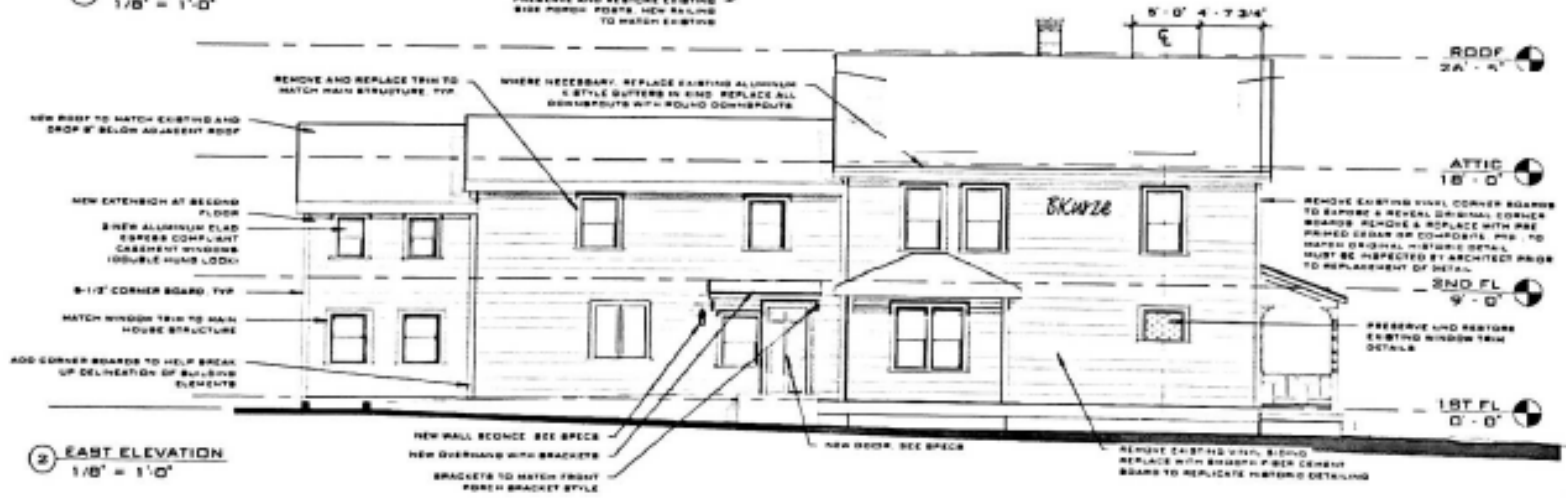 1/8" = 1'-0"
PRESERVE AND RESTORE EXISTING
SIDE PORCH POSTS. NEW RAILING
TO MATCH EXISTING
5'-0" 4'-7 3/4"
ROOF
REMOVE AND REPLACE TRIM TO
MATCH MAIN STRUCTURE, TYP.
WHERE NECESSARY, REPLACE EXISTING ALUMINUM
K STYLE GUTTERS IN KIND. REPLACE ALL
DOWNSPOUTS WITH ROUND DOWNSPOUTS
NEW ROOF TO MATCH EXISTING AND
DROP 8" BELOW ADJACENT ROOF
ATTIC
18'-0"
NEW EXTENSION AT SECOND
FLOOR
2 NEW ALUMINUM CLAD
EGRESS COMPLIANT
CASEMENT WINDOWS
(DOUBLE HUNG LOOK)
REMOVE EXISTING VINYL CORNER BOARDS
TO EXPOSE & REVEAL ORIGINAL CORNER
BOARDS. REMOVE & REPLACE WITH PRE
PRIMED CEDAR OR COMPOSITE TO
MATCH ORIGINAL HISTORIC DETAIL
MUST BE INSPECTED BY ARCHITECT PRIOR
TO REPLACEMENT OF DETAIL
2ND FL
9'-0"
5-1/2" CORNER BOARD, TYP.
MATCH WINDOW TRIM TO MAIN
HOUSE STRUCTURE
PRESERVE AND RESTORE
EXISTING WINDOW TRIM
DETAILS
ADD CORNER BOARDS TO HELP BREAK
UP DELINEATION OF BUILDING
ELEMENTS
1ST FL
0'-0"
NEW WALL SCONCE. SEE SPECS
NEW OVERHANG WITH BRACKETS
BRACKETS TO MATCH FRONT
PORCH BRACKET STYLE
NEW DOOR. SEE SPECS
REMOVE EXISTING VINYL SIDING
REPLACE WITH SMOOTH FIBER CEMENT
BOARD TO REPLICATE HISTORIC DETAILING
2 EAST ELEVATION
1/8" = 1'-0"